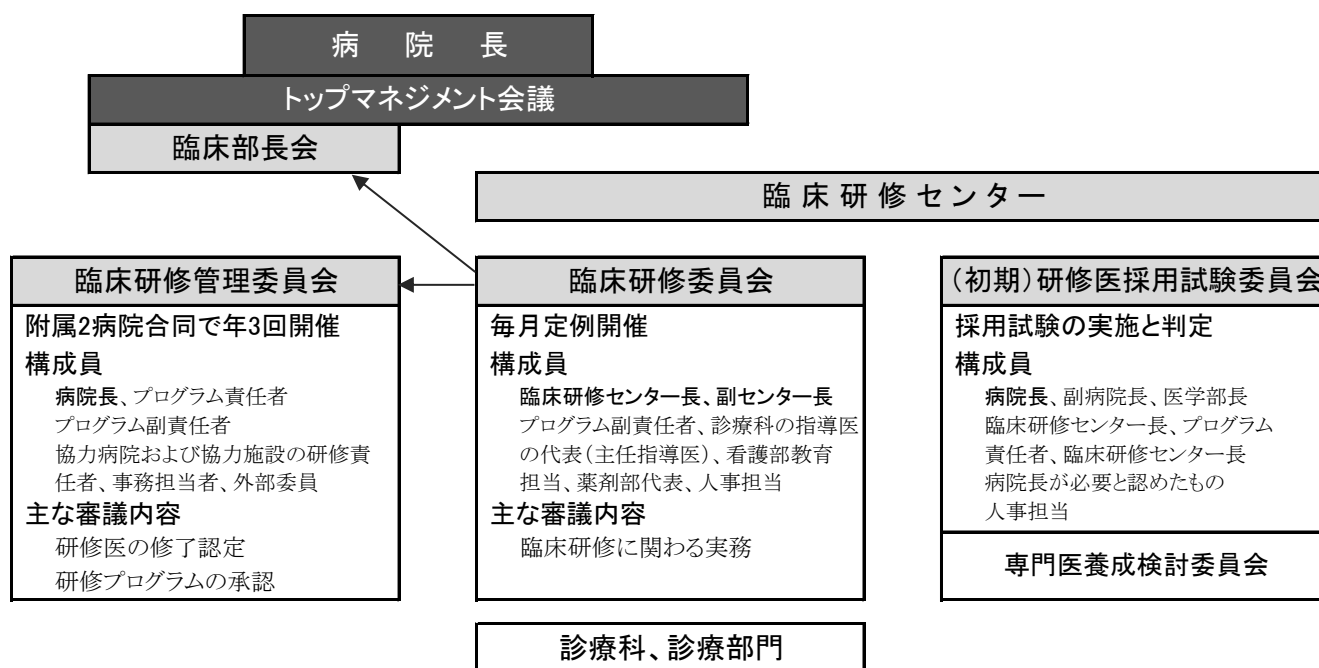 病　院　長
トップマネジメント会議
臨床部長会
臨 床 研 修 セ ン タ ー
臨床研修管理委員会
附属2病院合同で年3回開催
構成員
病院長、プログラム責任者
プログラム副責任者
協力病院および協力施設の研修責
任者、事務担当者、外部委員
主な審議内容
研修医の修了認定
研修プログラムの承認
臨床研修委員会
毎月定例開催
構成員
臨床研修センター長、副センター長
プログラム副責任者、診療科の指導医
の代表（主任指導医）、看護部教育
担当、薬剤部代表、人事担当
主な審議内容
臨床研修に関わる実務
（初期）研修医採用試験委員会
採用試験の実施と判定
構成員
病院長、副病院長、医学部長
臨床研修センター長、プログラム
責任者、臨床研修センター長
病院長が必要と認めたもの
人事担当
専門医養成検討委員会
診療科、診療部門